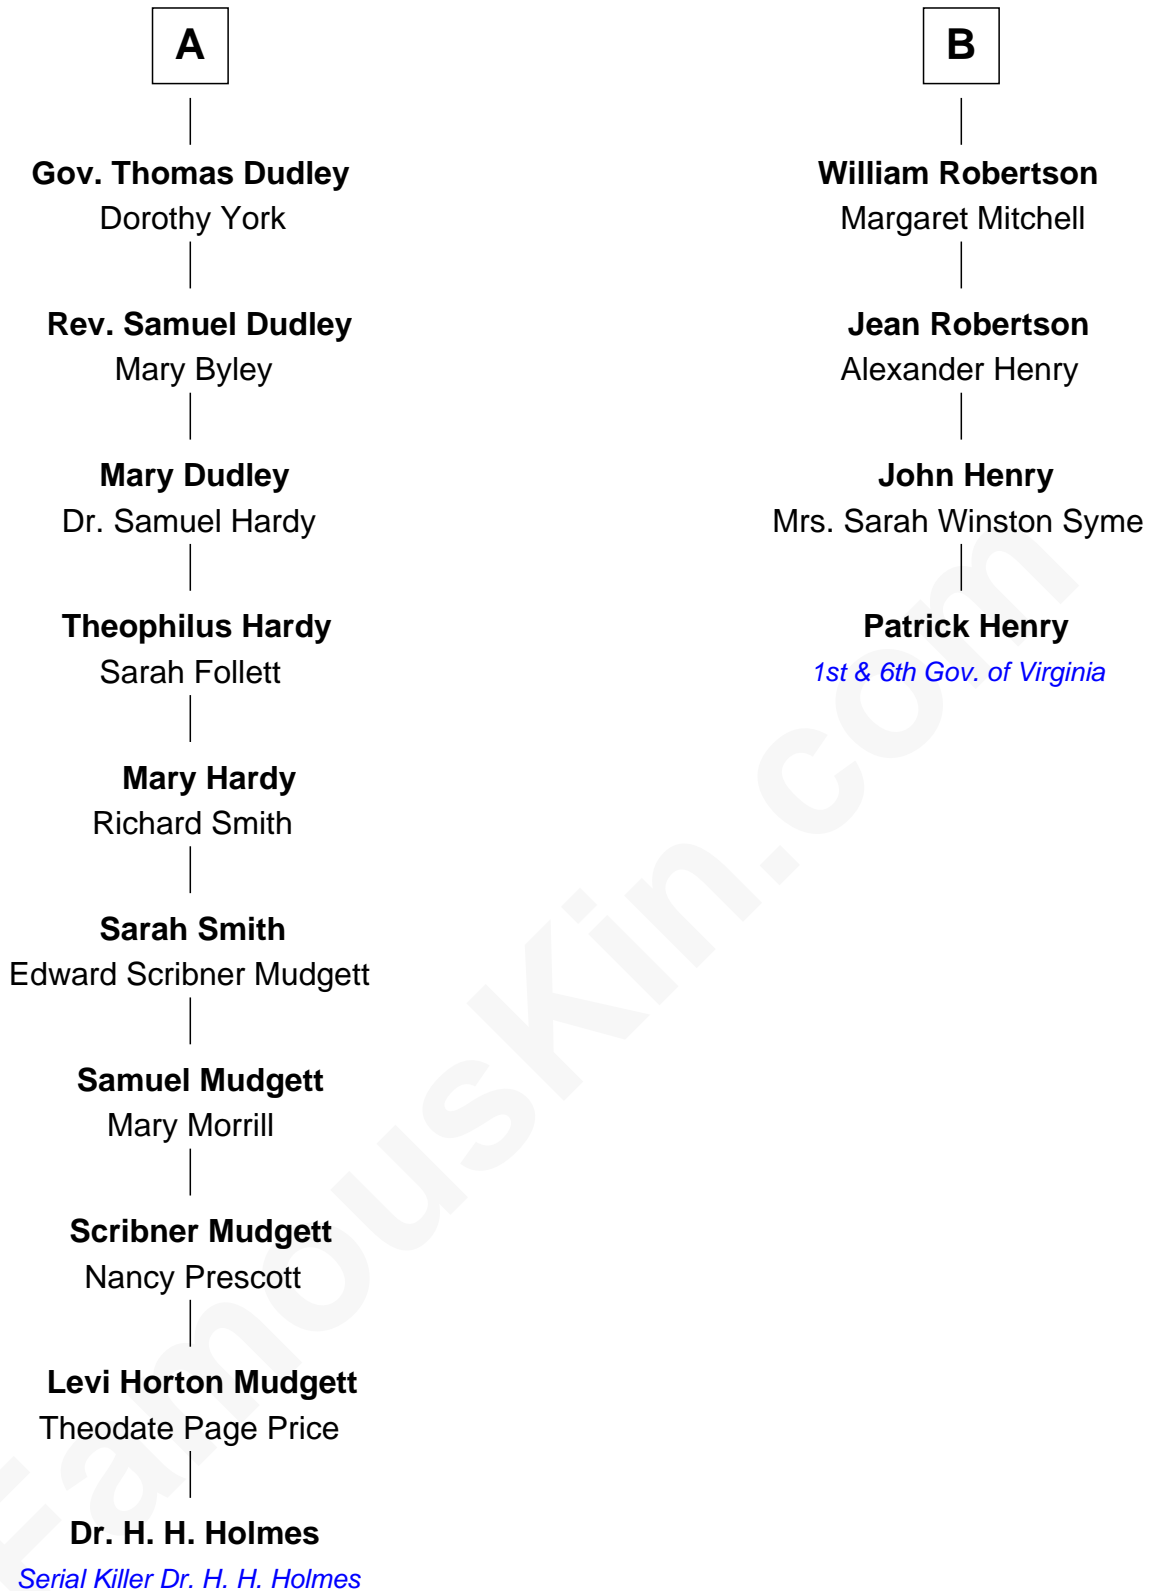 A
Gov. Thomas Dudley
Dorothy York
Rev. Samuel Dudley
Mary Byley
Mary Dudley
Dr. Samuel Hardy
Theophilus Hardy
Sarah Follett
Mary Hardy
Richard Smith
Sarah Smith
Edward Scribner Mudgett
Samuel Mudgett
Mary Morrill
Scribner Mudgett
Nancy Prescott
Levi Horton Mudgett
Theodate Page Price
Dr. H. H. Holmes
Serial Killer Dr. H. H. Holmes
B
William Robertson
Margaret Mitchell
Jean Robertson
Alexander Henry
John Henry
Mrs. Sarah Winston Syme
Patrick Henry
1st & 6th Gov. of Virginia
FamousKin.com